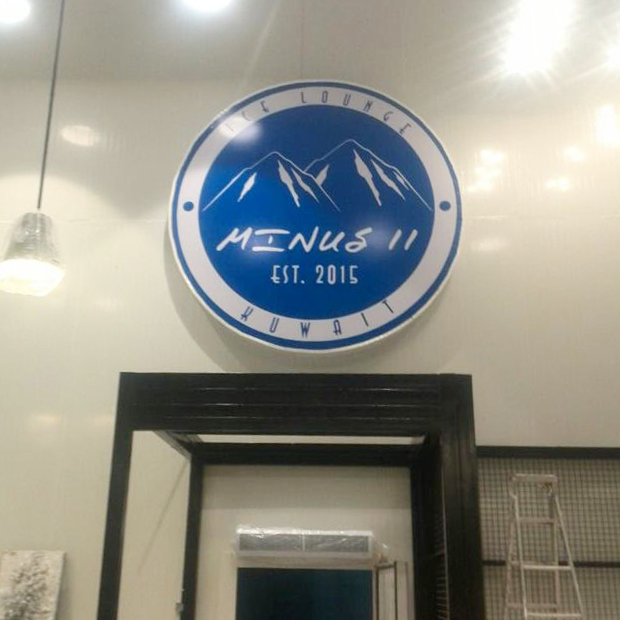 ICE LOUNGE
MINUS 11
EST. 2015
KUWAIT